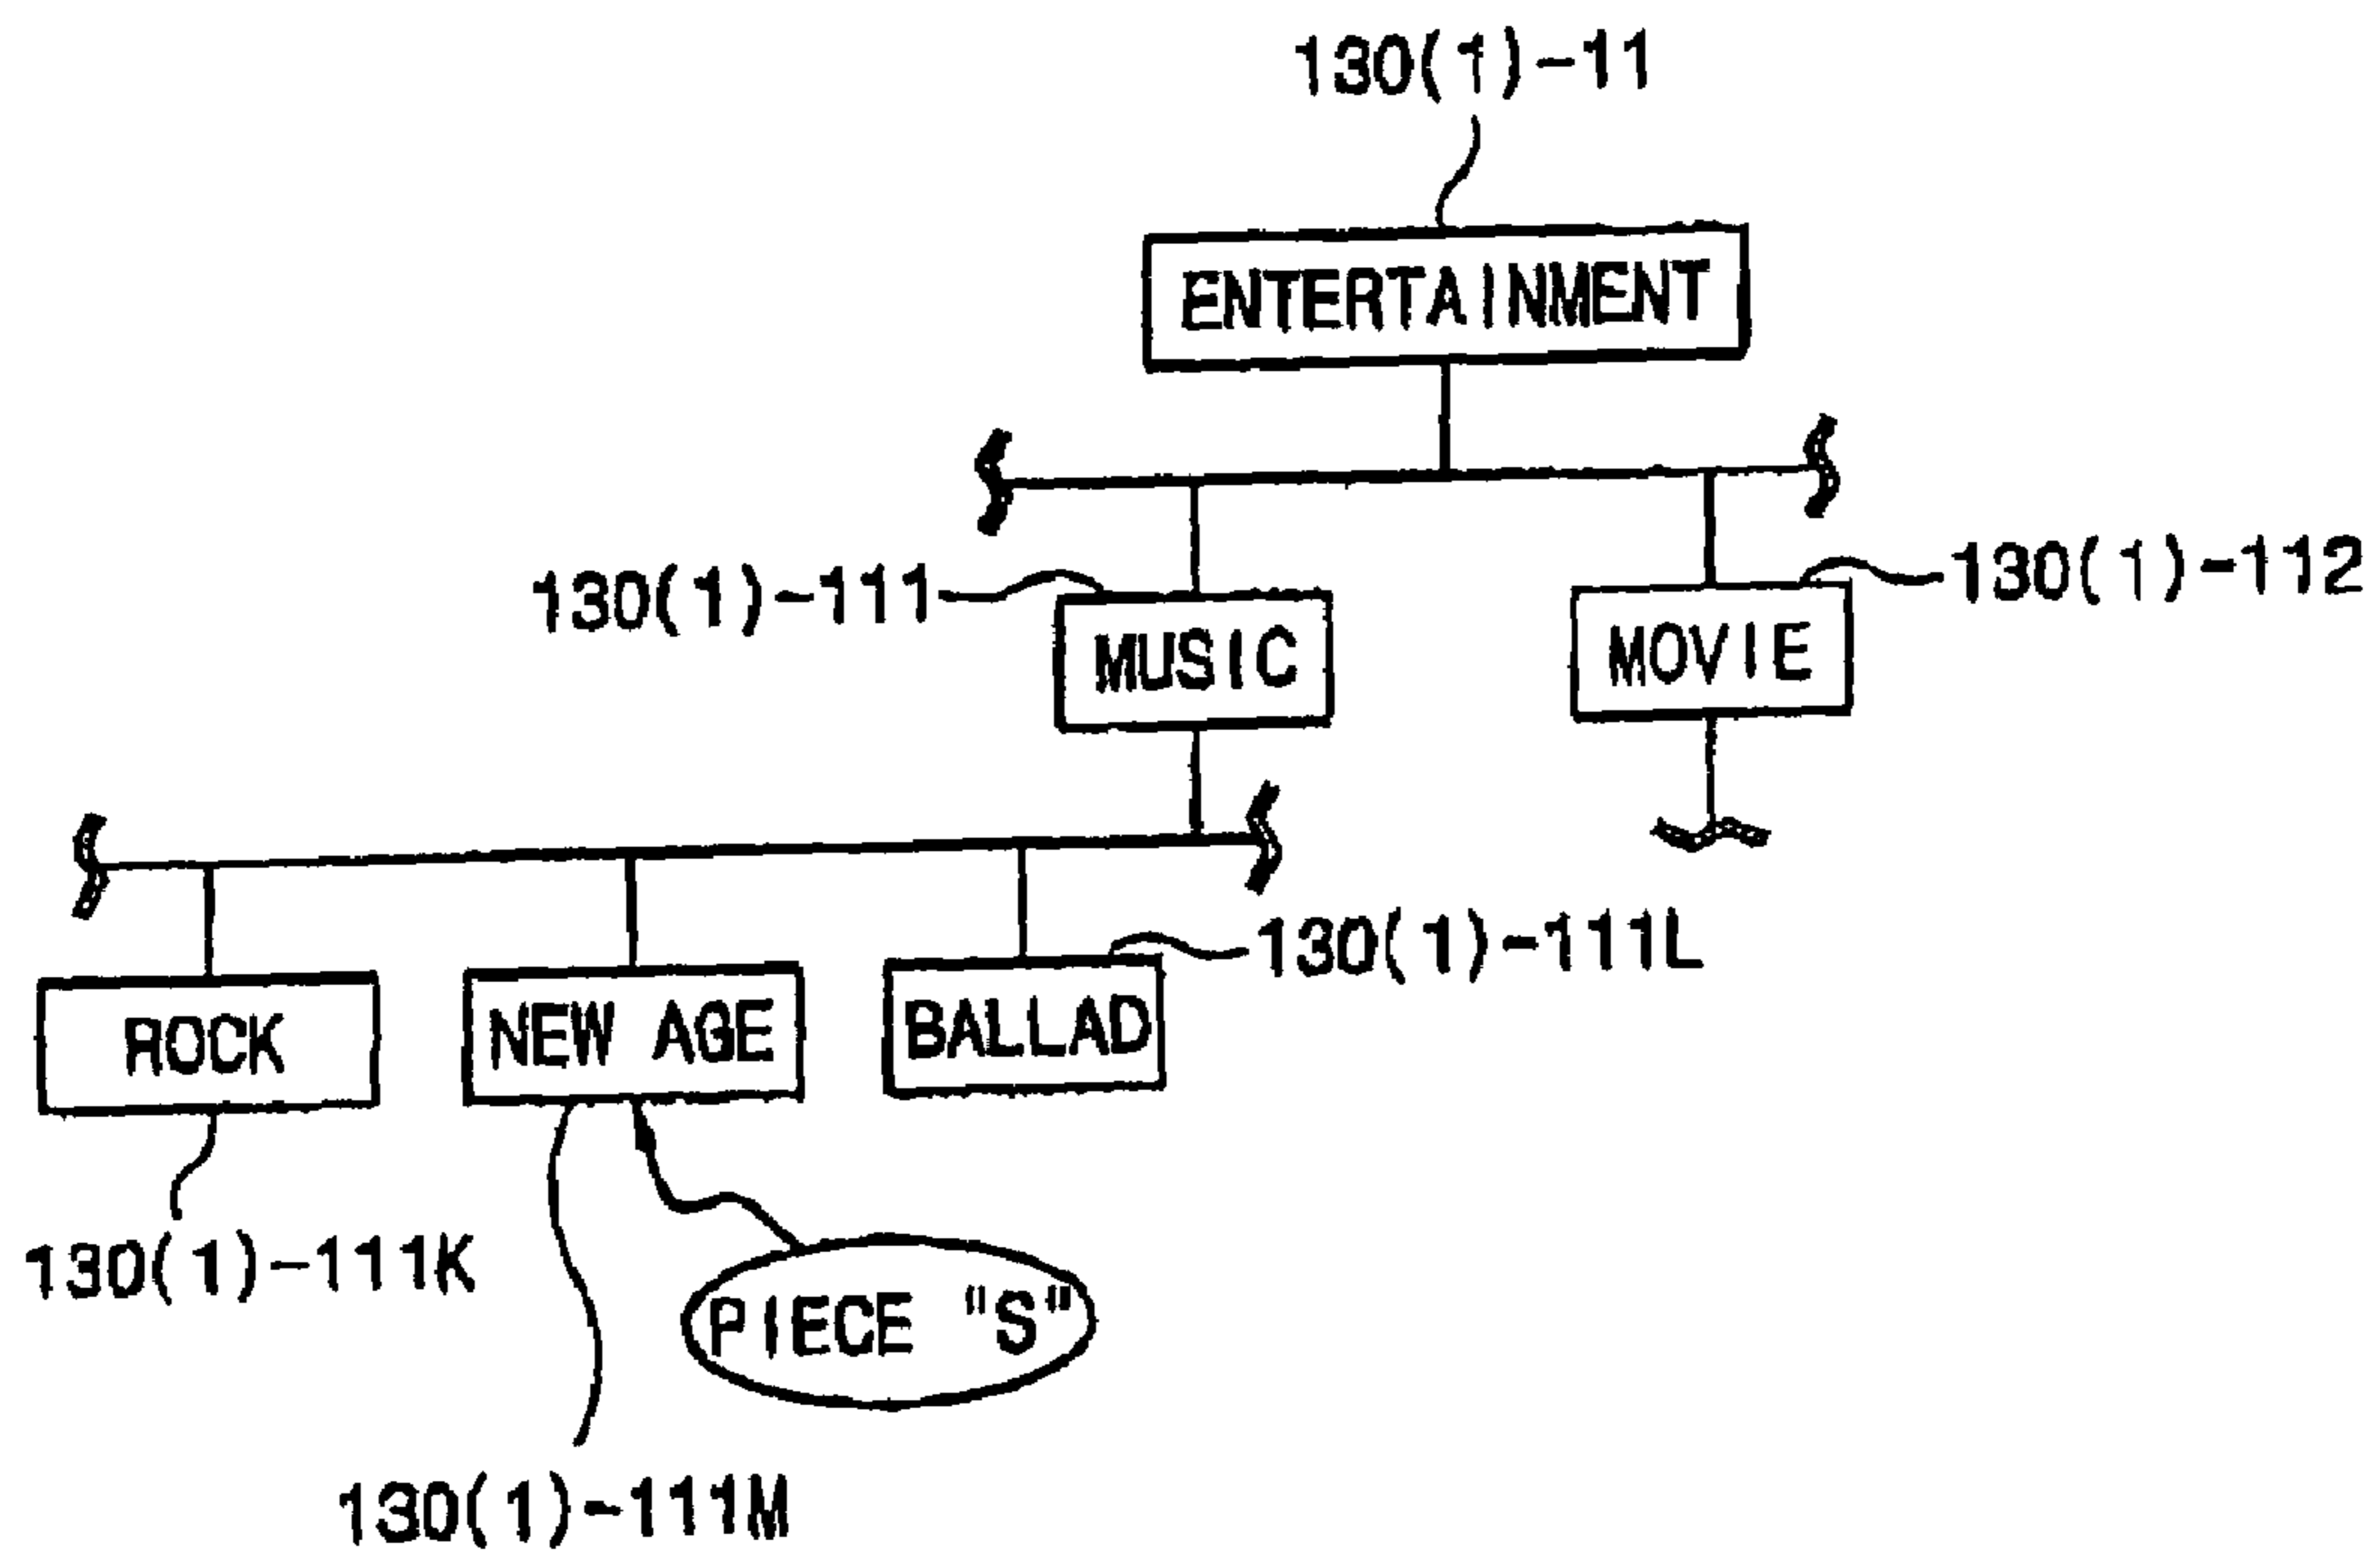 130(1)-11
ENTERTAINMENT
130(1)-111
130(1)-112
MUSIC
MOVIE
130(1)-111L
ROCK
NEW AGE
BALLAD
130(1)-111K
PIECE "S"
130(1)-111M